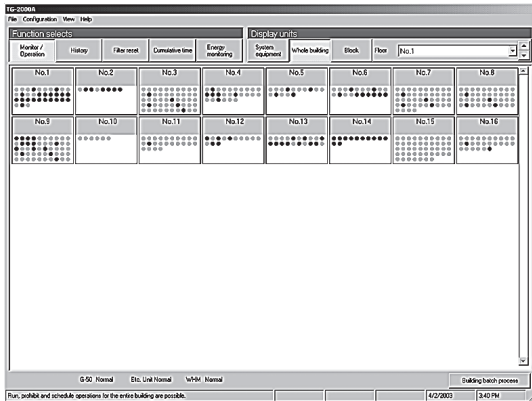 TG-2000A
File Configuration View Help
Function selects Display units
Monitor / Operation History Filter reset Cumulative time Energy monitoring System equipment Whole building Block Floor No.1
No.1 No.2 No.3 No.4 No.5 No.6 No.7 No.8
No.9 No.10 No.11 No.12 No.13 No.14 No.15 No.16
G-50 Normal Etc. Unit Normal WHM Normal Building batch process
Run, prohibit and schedule operations for the entire building are possible. 4/2/2003 3:40 PM